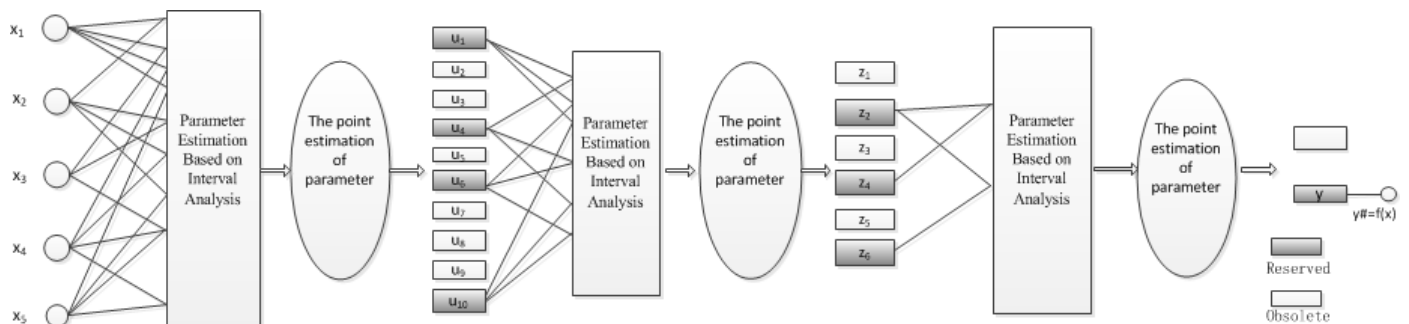 x1
x2
x3
x4
x5
Parameter
Estimation
Based on
Interval
Analysis
The point
estimation
of
parameter
u1
u2
u3
u4
u5
u6
u7
u8
u9
u10
Parameter
Estimation
Based on
Interval
Analysis
The point
estimation
of
parameter
z1
z2
z3
z4
z5
z6
Parameter
Estimation
Based on
Interval
Analysis
The point
estimation
of
parameter
y
y#=f(x)
Reserved
Obsolete